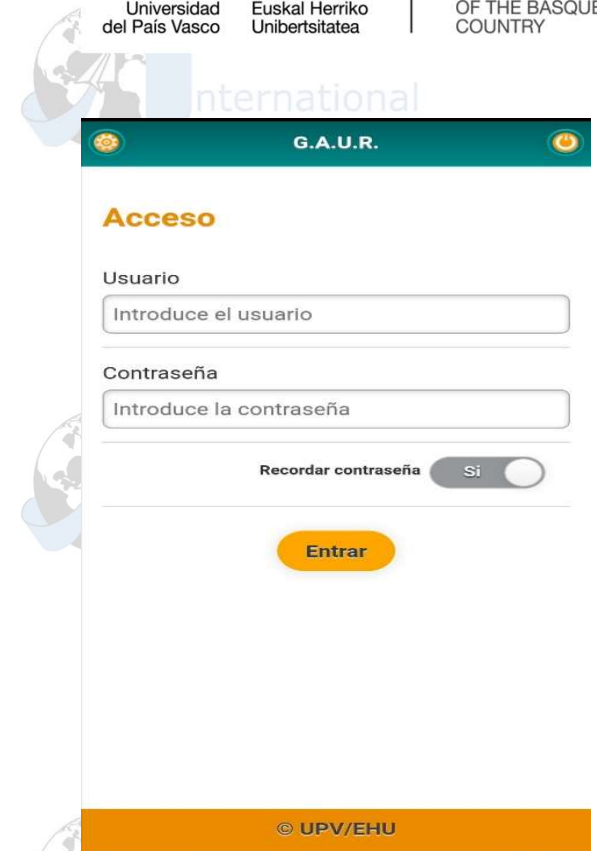 Universidad
del País Vasco
Euskal Herriko
Unibertsitatea
OF THE BASQUE
COUNTRY
nternational
G.A.U.R.
Acceso
Usuario
Introduce el usuario
Contraseña
Introduce la contraseña
Recordar contraseña Si
Entrar
© UPV/EHU